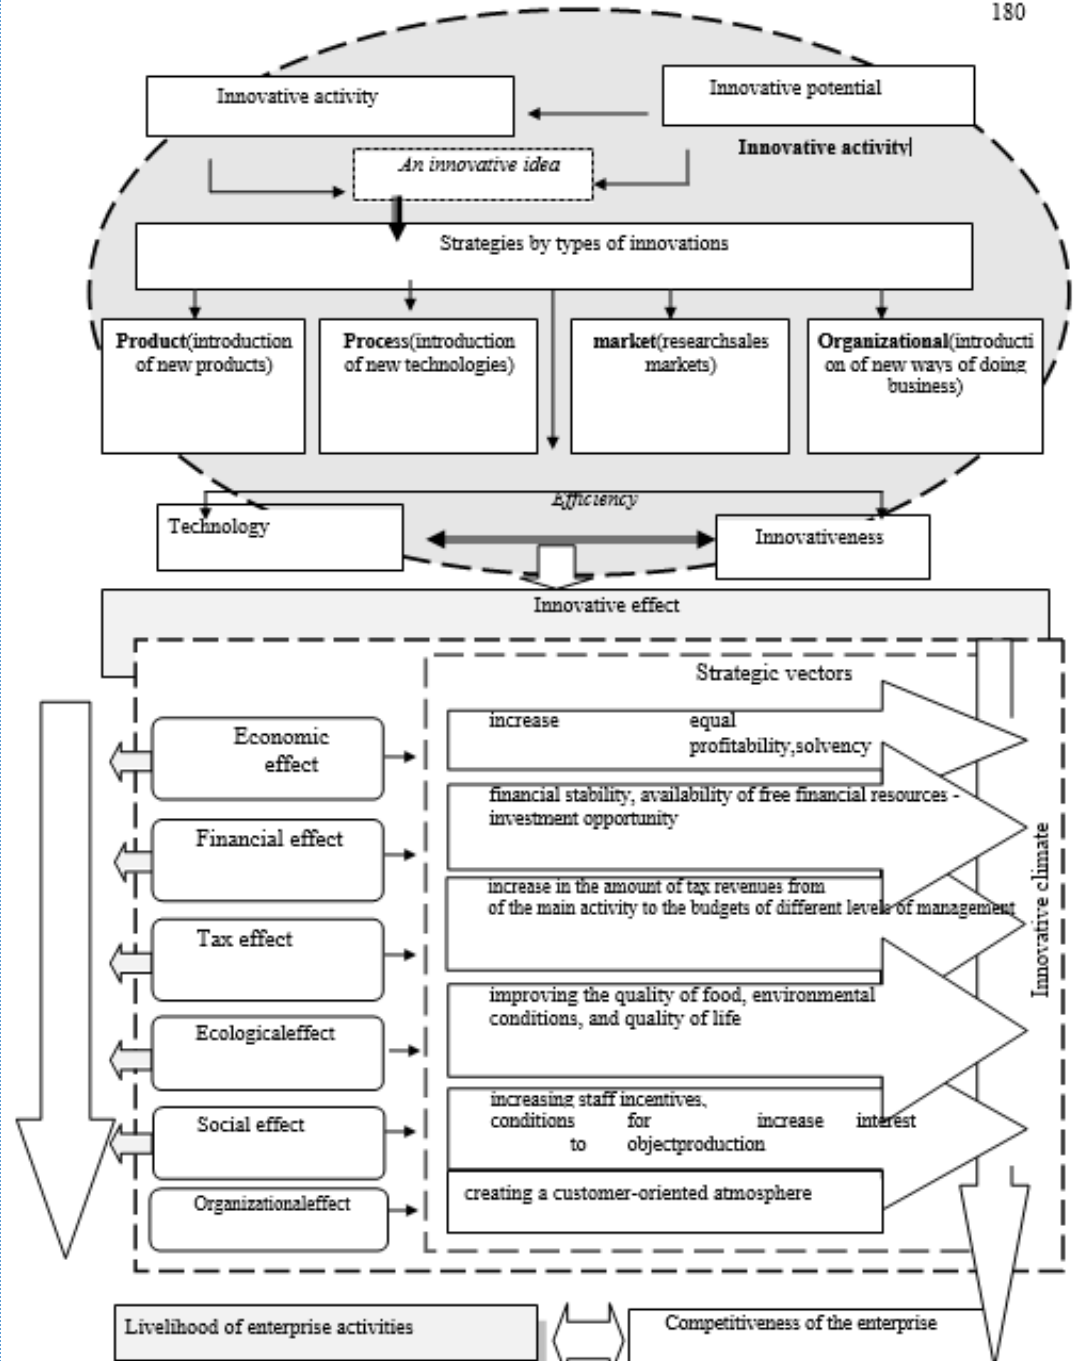 180
Innovative activity
Innovative potential
Innovative activity
An innovative idea
Strategies by types of innovations
Product(introduction
of new products)
Process(introduction
of new technologies)
market(researchsales
markets)
Organizational(introducti
on of new ways of doing
business)
Efficiency
Technology
Innovativeness
Innovative effect
Strategic vectors
Economic
effect
increase equal
profitability,solvency
Financial effect
financial stability, availability of free financial resources -
investment opportunity
Tax effect
increase in the amount of tax revenues from
of the main activity to the budgets of different levels of management
Ecologicaleffect
improving the quality of food, environmental
conditions, and quality of life
Social effect
increasing staff incentives,
conditions for increase interest
to objectproduction
Organizationaleffect
creating a customer-oriented atmosphere
Innovative climate
Livelihood of enterprise activities
Competitiveness of the enterprise